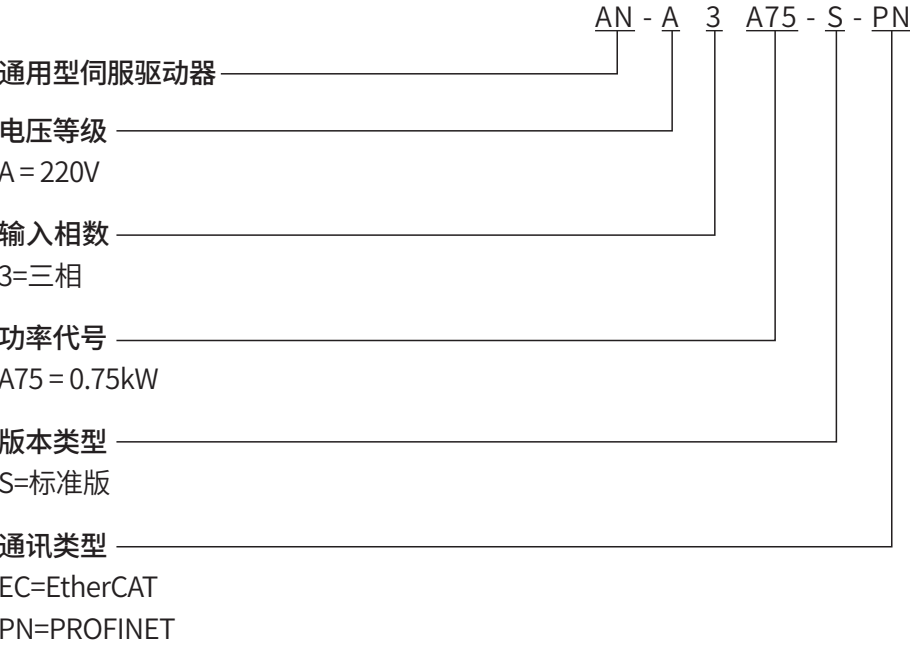 AN - A 3 A75 - S - PN
通用型伺服驱动器
电压等级
A = 220V
输入相数
3=三相
功率代号
A75 = 0.75kW
版本类型
S=标准版
通讯类型
EC=EtherCAT
PN=PROFINET